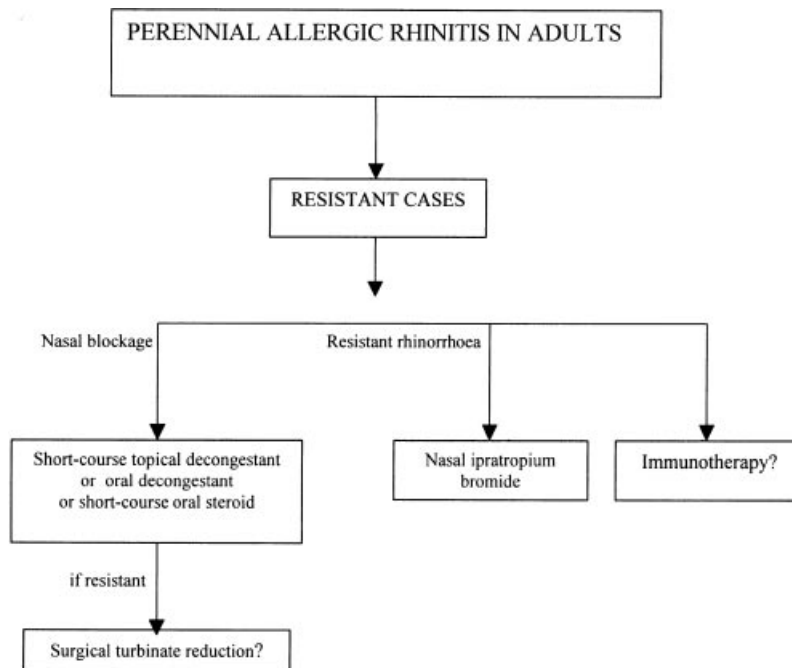 PERENNIAL ALLERGIC RHINITIS IN ADULTS
RESISTANT CASES
Nasal blockage
Resistant rhinorrhoea
Short-course topical decongestant
or oral decongestant
or short-course oral steroid
Nasal ipratropium
bromide
Immunotherapy?
if resistant
Surgical turbinate reduction?